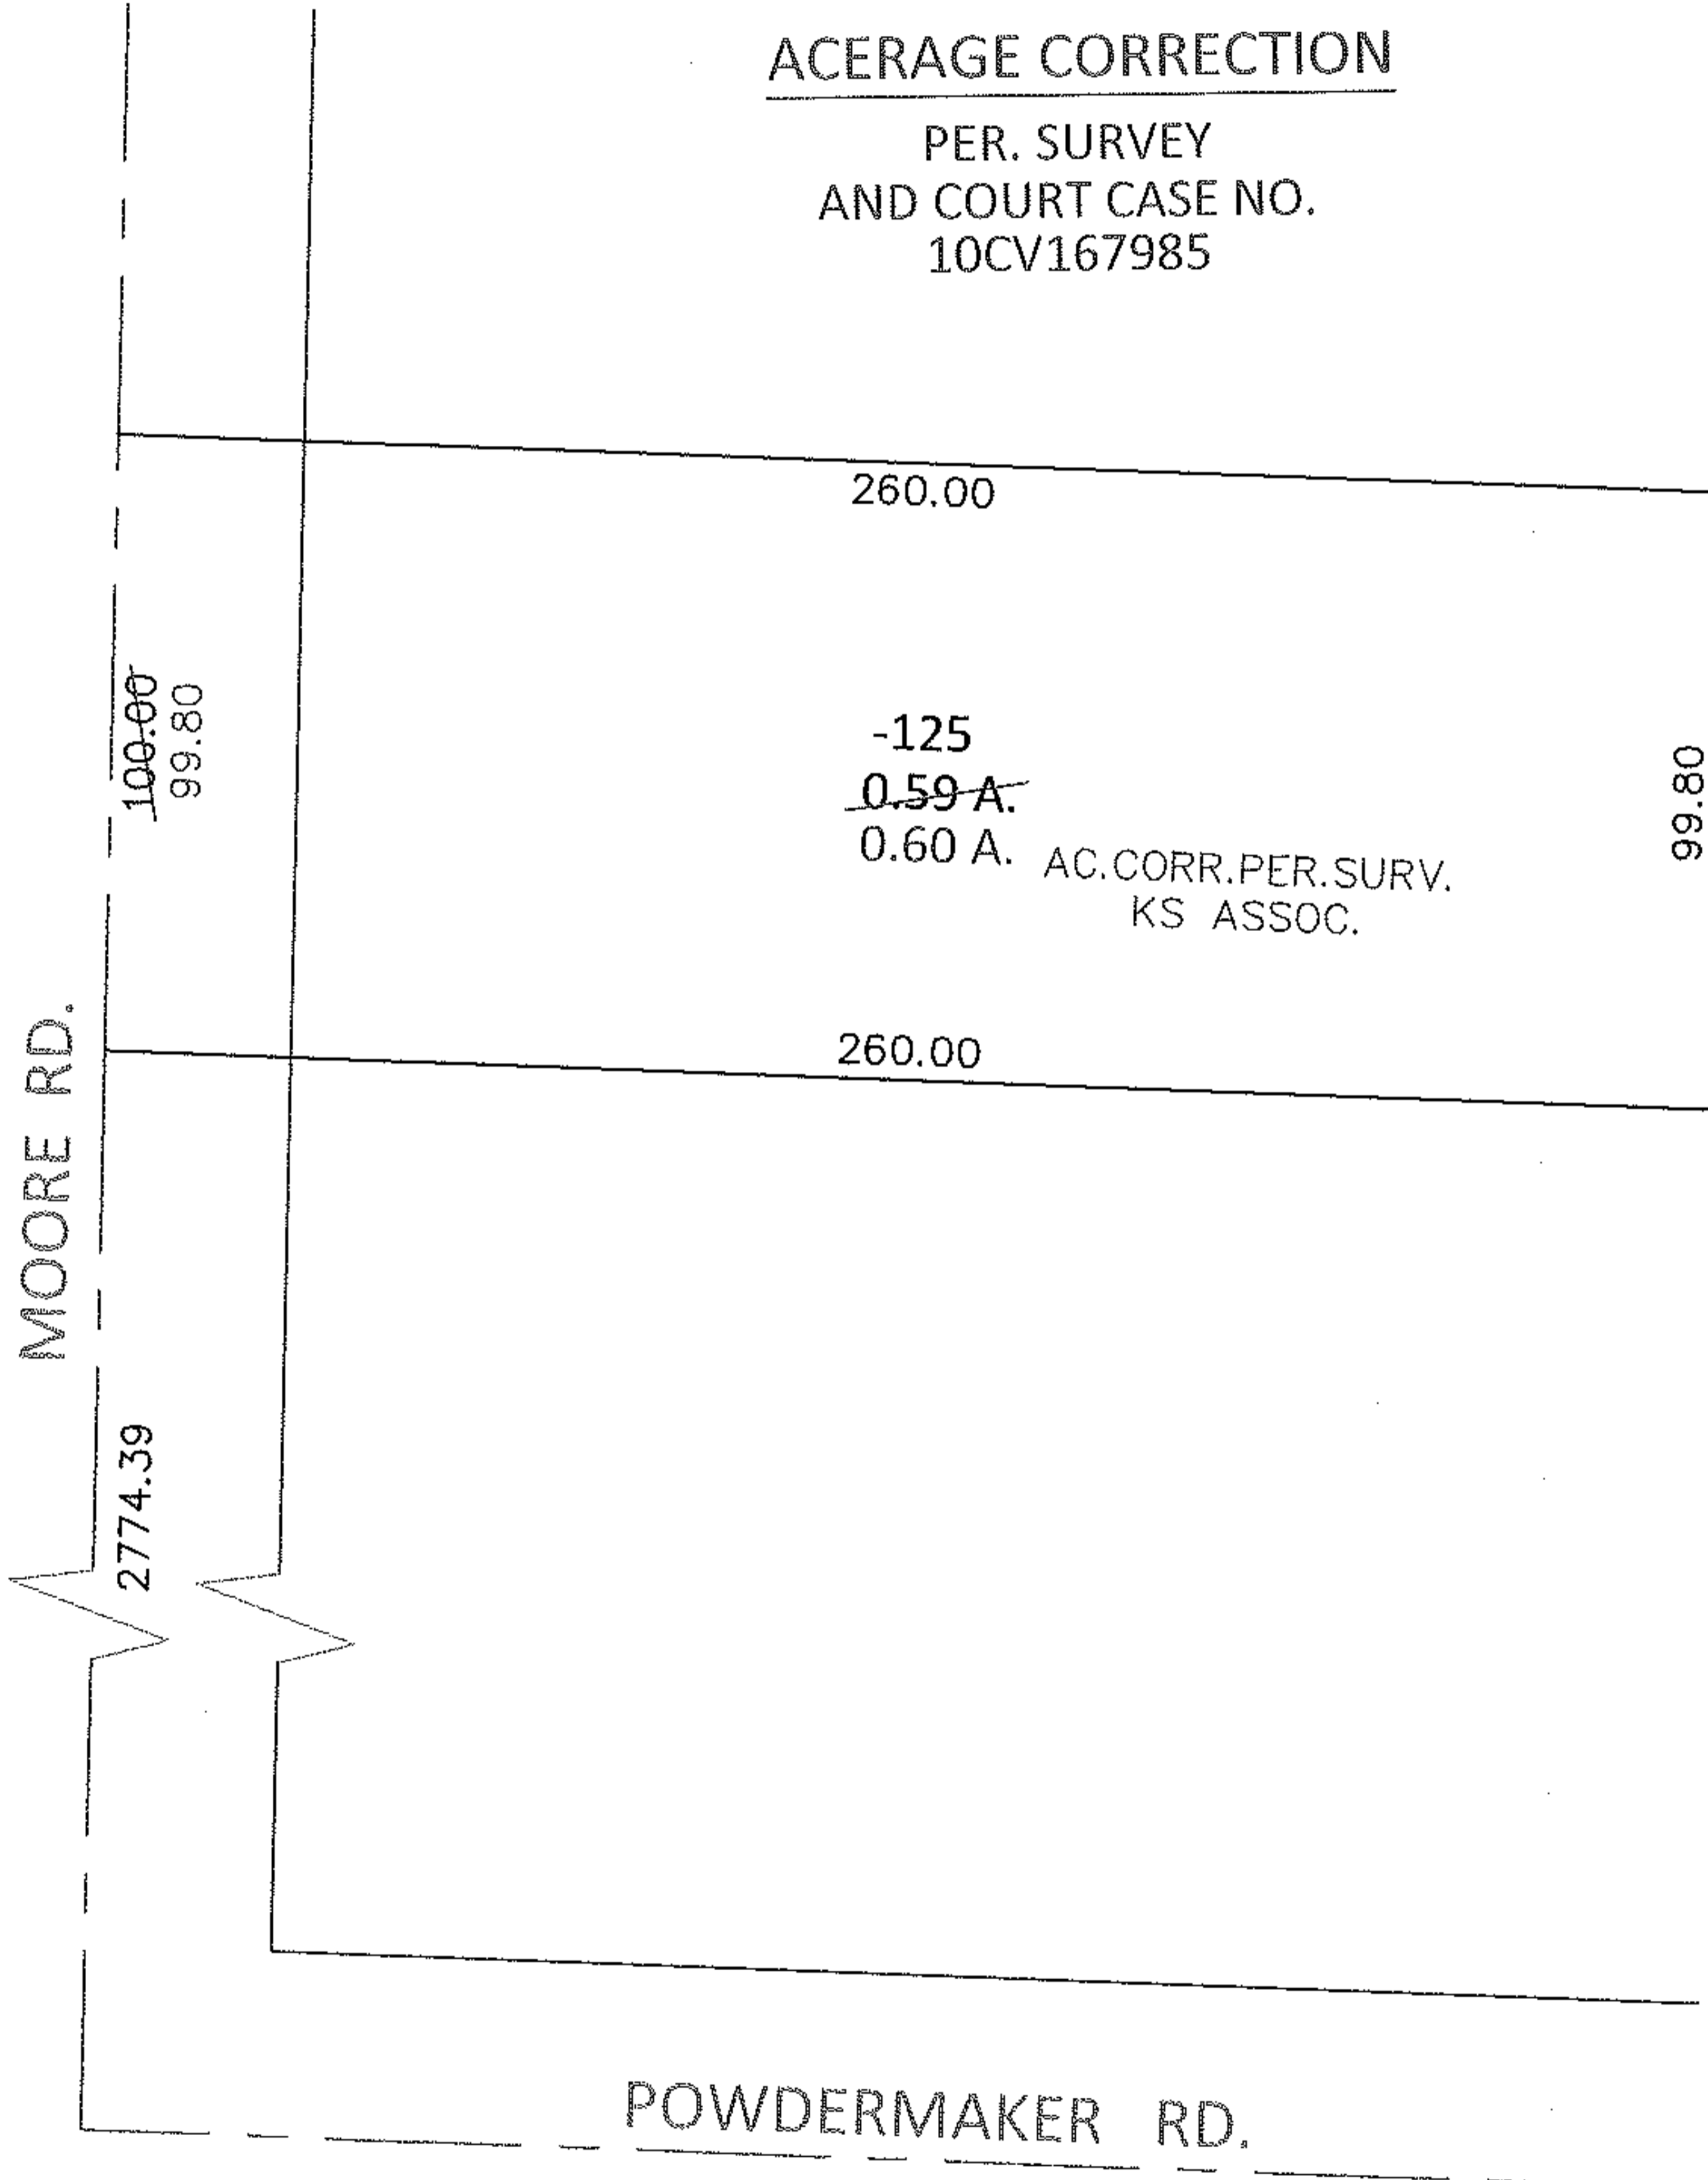 ACERAGE CORRECTION
PER. SURVEY
AND COURT CASE NO.
10CV167985
260.00
100.00
99.80
-125
0.59 A.
0.60 A.
AC.CORR.PER.SURV.
KS ASSOC.
99.80
260.00
MOORE RD.
2774.39
POWDERMAKER RD.